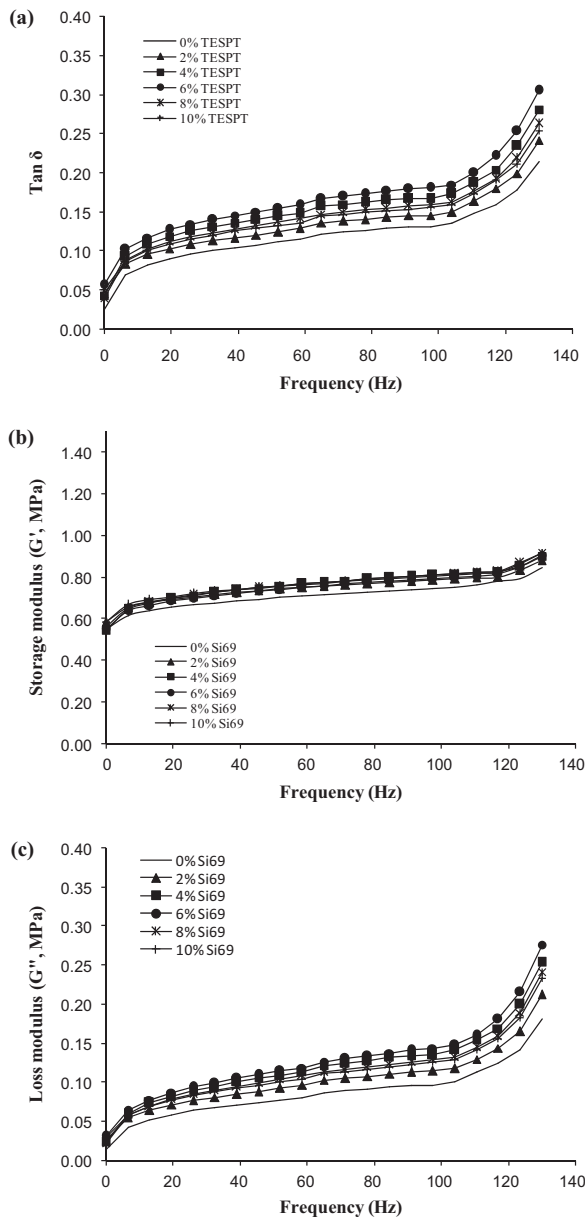 (a)
0.40
0.35
0.30
0.25
0.20
0.15
0.10
0.05
0.00
Tan δ
0% TESPT
2% TESPT
4% TESPT
6% TESPT
8% TESPT
10% TESPT
0 20 40 60 80 100 120 140
Frequency (Hz)
(b)
1.40
1.20
1.00
0.80
0.60
0.40
0.20
0.00
Storage modulus (G', MPa)
0% Si69
2% Si69
4% Si69
6% Si69
8% Si69
10% Si69
0 20 40 60 80 100 120 140
Frequency (Hz)
(c)
0.40
0.35
0.30
0.25
0.20
0.15
0.10
0.05
0.00
Loss modulus (G", MPa)
0%Si69
2%Si69
4%Si69
6%Si69
8%Si69
10%Si69
0 20 40 60 80 100 120 140
Frequency (Hz)